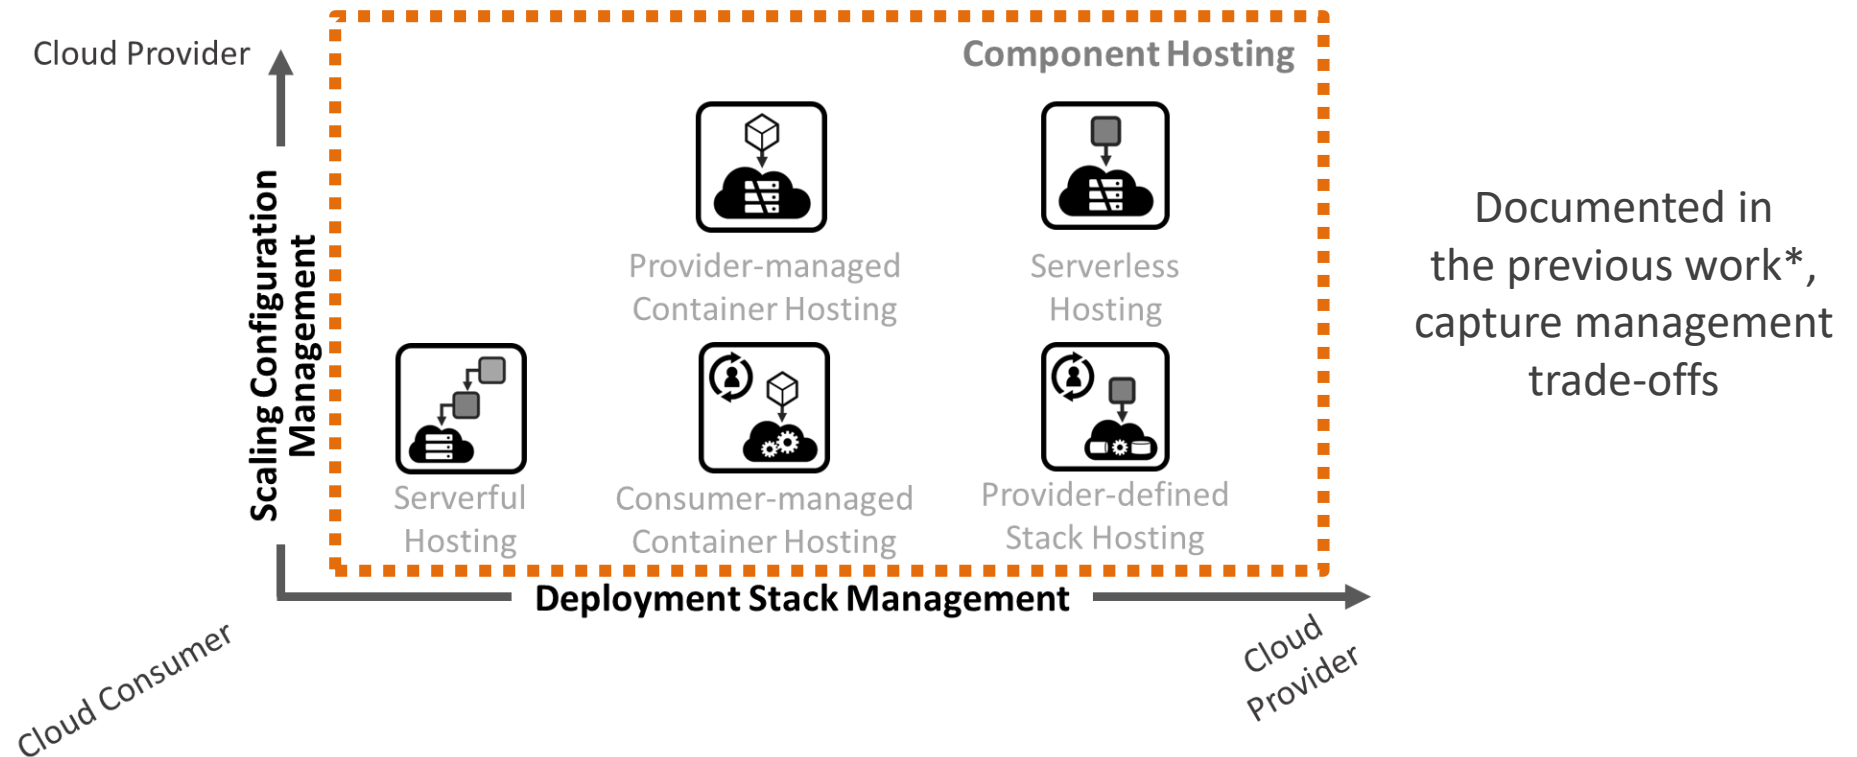 Cloud Provider
Component Hosting
Scaling Configuration
Management
Provider-managed
Container Hosting
Serverless
Hosting
Serverful
Hosting
Consumer-managed
Container Hosting
Provider-defined
Stack Hosting
Deployment Stack Management
Cloud Consumer
Cloud
Provider
Documented in
the previous work*,
capture management
trade-offs